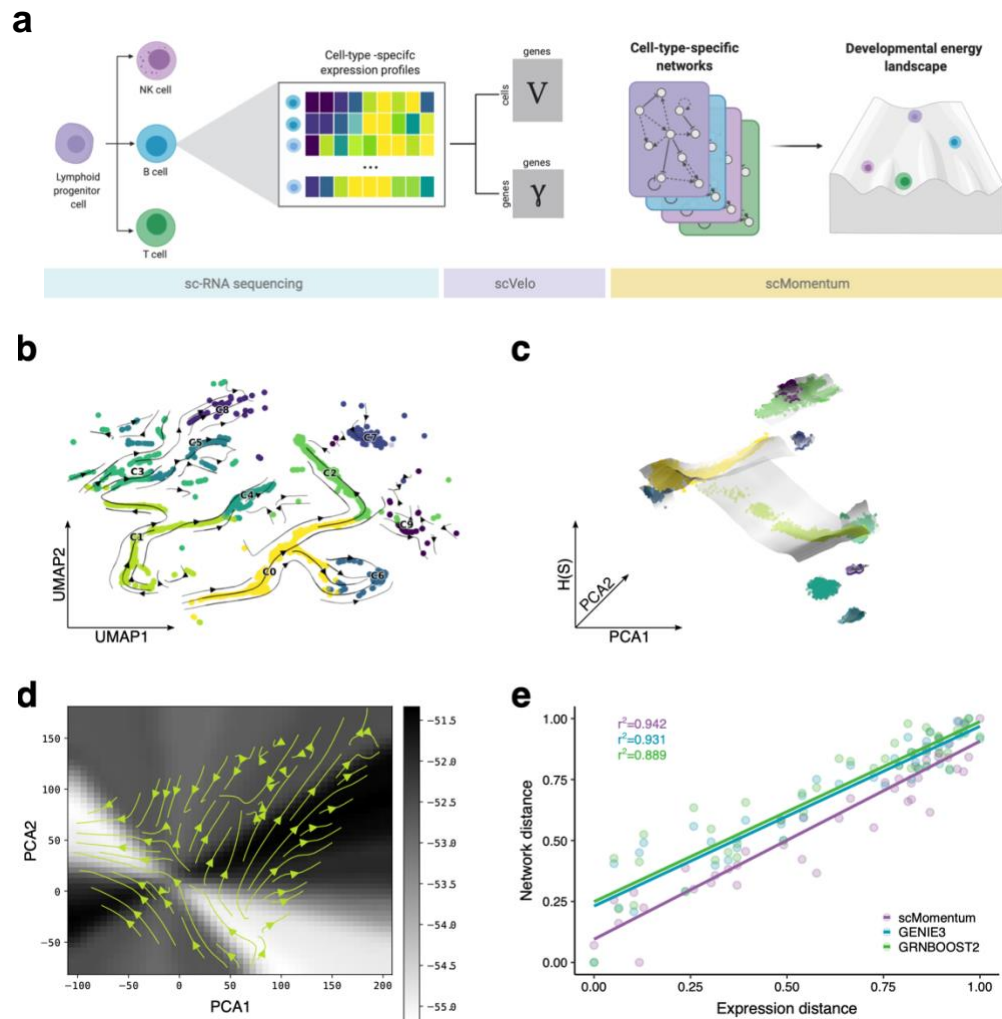 a
NK cell
Lymphoid
progenitor
cell
B cell
T cell
Cell-type -specifc
expression profiles
...
genes
cells
V
genes
genes
γ
Cell-type-specific
networks
Developmental energy
landscape
sc-RNA sequencing
scVelo
scMomentum
b
C8
C5
C3
C7
C2
C4
C9
C1
C0
C6
UMAP2
UMAP1
c
H(S)
PCA2
PCA1
d
150
100
50
0
−50
−100
−50
0
50
100
150
200
PCA2
PCA1
−51.5
−52.0
−52.5
−53.0
−53.5
−54.0
−54.5
−55.0
e
r²=0.942
r²=0.931
r²=0.889
1.00
0.75
0.50
0.25
0.00
Network distance
scMomentum
GENIE3
GRNBOOST2
0.00
0.25
0.50
0.75
1.00
Expression distance